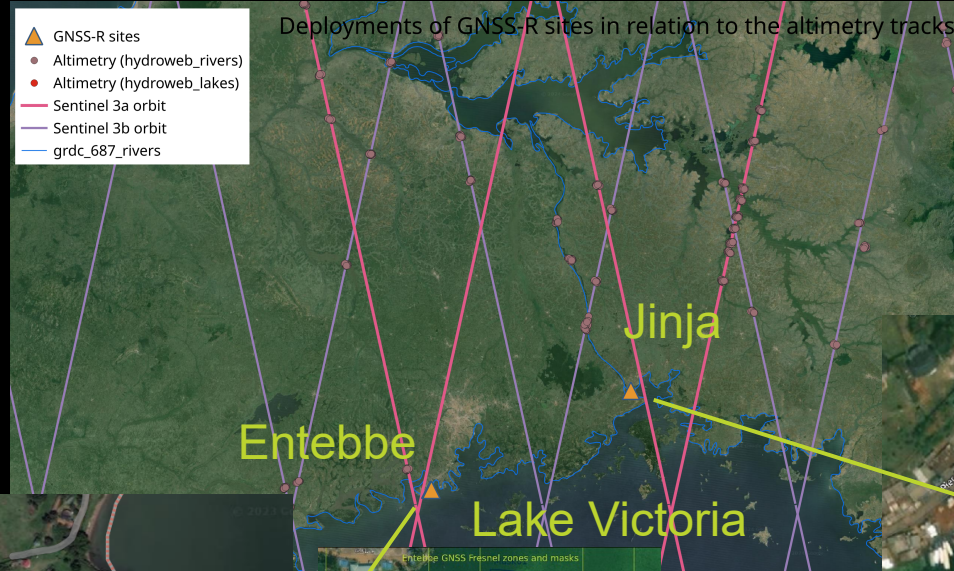 Deployments of GNSS-R sites in relation to the altimetry tracks
GNSS-R sites
Altimetry (hydroweb_rivers)
Altimetry (hydroweb_lakes)
Sentinel 3a orbit
Sentinel 3b orbit
grdc_687_rivers
Jinja
Entebbe
Lake Victoria
Entebbe GNSS Fresnel zones and masks